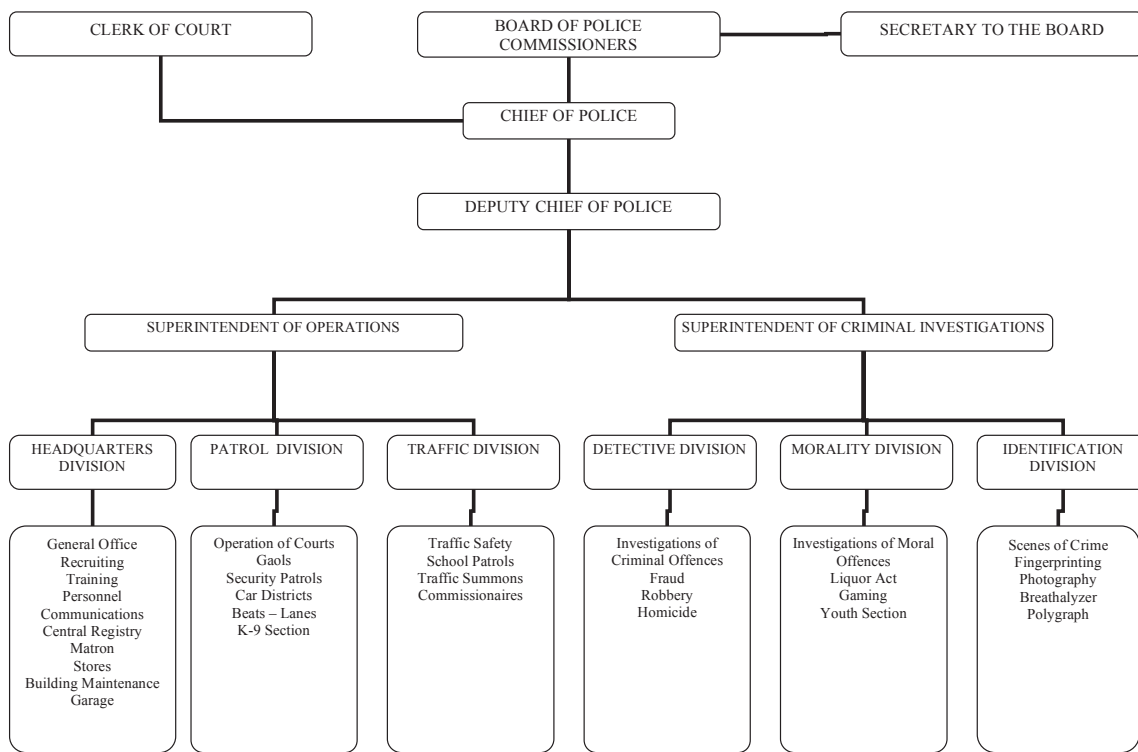 CLERK OF COURT
BOARD OF POLICE
COMMISSIONERS
SECRETARY TO THE BOARD
CHIEF OF POLICE
DEPUTY CHIEF OF POLICE
SUPERINTENDENT OF OPERATIONS
SUPERINTENDENT OF CRIMINAL INVESTIGATIONS
HEADQUARTERS
DIVISION
PATROL DIVISION
TRAFFIC DIVISION
DETECTIVE DIVISION
MORALITY DIVISION
IDENTIFICATION
DIVISION
General Office
Recruiting
Training
Personnel
Communications
Central Registry
Matron
Stores
Building Maintenance
Garage
Operation of Courts
Gaols
Security Patrols
Car Districts
Beats – Lanes
K-9 Section
Traffic Safety
School Patrols
Traffic Summons
Commissionaires
Investigations of
Criminal Offences
Fraud
Robbery
Homicide
Investigations of Moral
Offences
Liquor Act
Gaming
Youth Section
Scenes of Crime
Fingerprinting
Photography
Breathalyzer
Polygraph